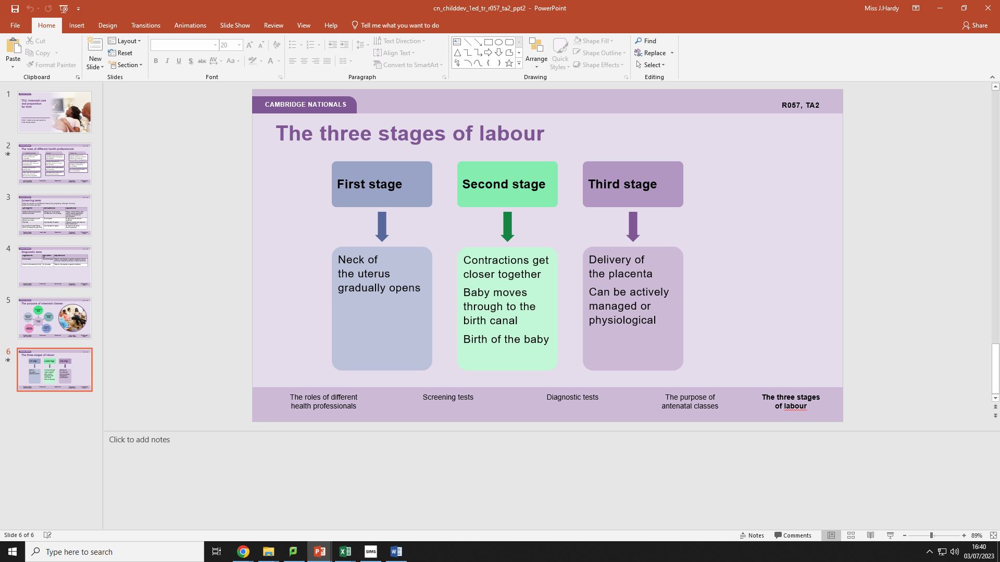 cn_childdev_1ed_tr_r057_ta2_ppt2 - PowerPoint
Miss J.Hardy
File Home Insert Design Transitions Animations Slide Show Review View Help Tell me what you want to do Share
Paste
Cut
Copy
Format Painter
Clipboard
New Slide
Layout
Reset
Section
Slides
20
B I U S abc AV Aa A
Font
Text Direction
Align Text
Convert to SmartArt
Paragraph
Arrange
Quick Styles
Shape Fill
Shape Outline
Shape Effects
Drawing
Find
Replace
Select
Editing
1
TA2: Antenatal care
and preparation
for birth
2
The roles of different health professionals
3
Screening tests
4
Diagnostic tests
5
The purpose of antenatal classes
6
The three stages of labour
CAMBRIDGE NATIONALS
R057, TA2
The three stages of labour
First stage
Second stage
Third stage
Neck of
the uterus
gradually opens
Contractions get
closer together
Baby moves
through to the
birth canal
Birth of the baby
Delivery of
the placenta
Can be actively
managed or
physiological
The roles of different
health professionals
Screening tests
Diagnostic tests
The purpose of
antenatal classes
The three stages
of labour
Click to add notes
Slide 6 of 6
Notes
Comments
89%
Type here to search
SIMS
16:40
03/07/2023